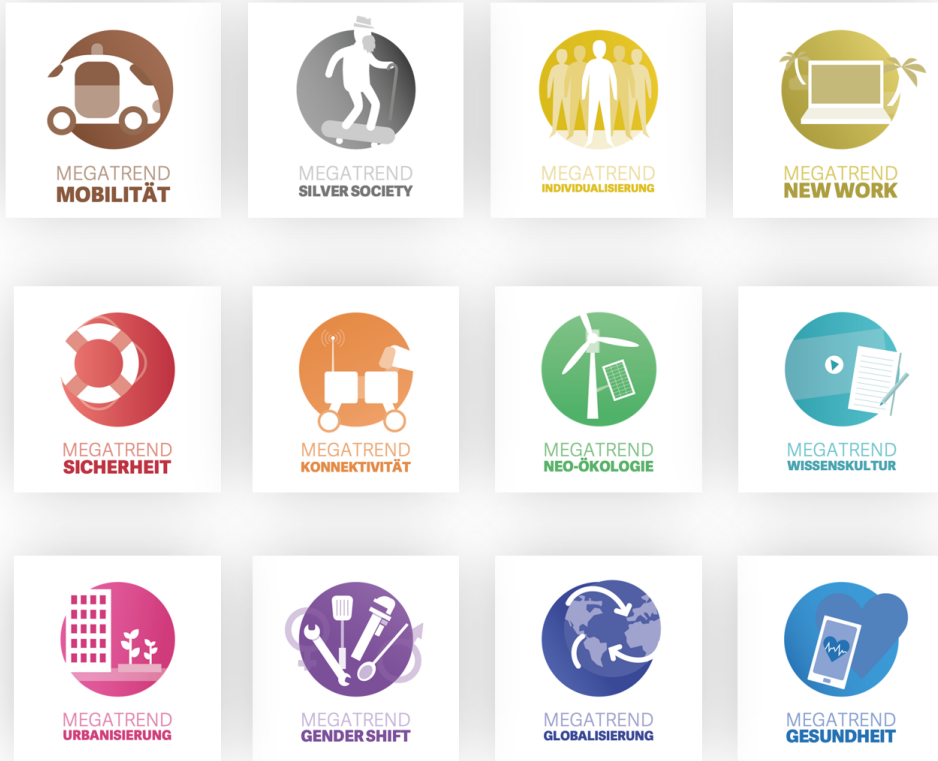 MEGATREND
MOBILITÄT
MEGATREND
SILVER SOCIETY
MEGATREND
INDIVIDUALISIERUNG
MEGATREND
NEW WORK
MEGATREND
SICHERHEIT
MEGATREND
KONNEKTIVITÄT
MEGATREND
NEO-ÖKOLOGIE
MEGATREND
WISSENSKULTUR
MEGATREND
URBANISIERUNG
MEGATREND
GENDER SHIFT
MEGATREND
GLOBALISIERUNG
MEGATREND
GESUNDHEIT